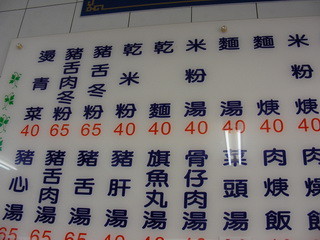 燙青菜 40
豬舌肉冬粉 65
豬舌冬粉 65
乾米粉 40
乾麵 40
米粉湯 40
麵湯 40
麵焿 40
米粉焿 40
豬心湯
豬舌肉湯
豬舌湯
豬肝湯
旗魚丸湯
骨仔肉湯
菜頭湯
肉焿飯
肉燥飯